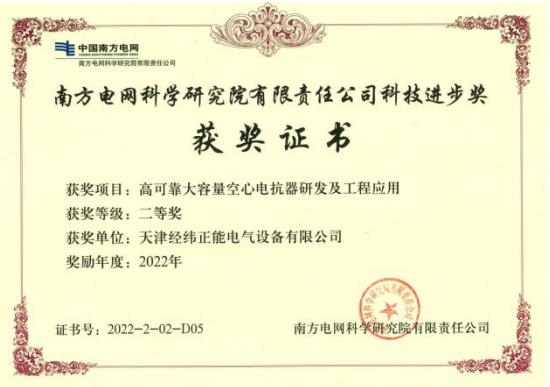 中国南方电网
南方电网科学研究院有限责任公司
南方电网科学研究院有限责任公司科技进步奖
获奖证书
获奖项目：高可靠大容量空心电抗器研发及工程应用
获奖等级：二等奖
获奖单位：天津经纬正能电气设备有限公司
奖励年度：2022年
证书号：2022-2-02-D05
南方电网科学研究院有限责任公司